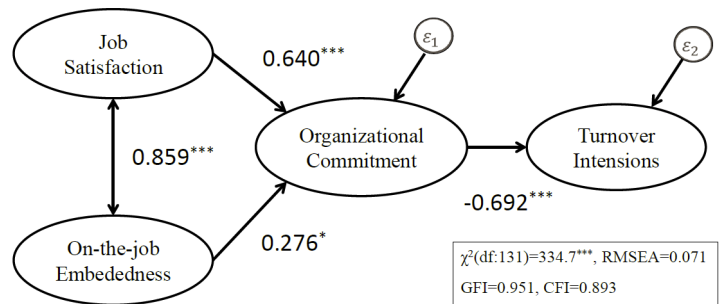 Job
Satisfaction
0.640***
ε1
ε2
Organizational
Commitment
Turnover
Intensions
0.859***
-0.692***
On-the-job
Embededness
0.276*
χ²(df:131)=334.7***, RMSEA=0.071
GFI=0.951, CFI=0.893